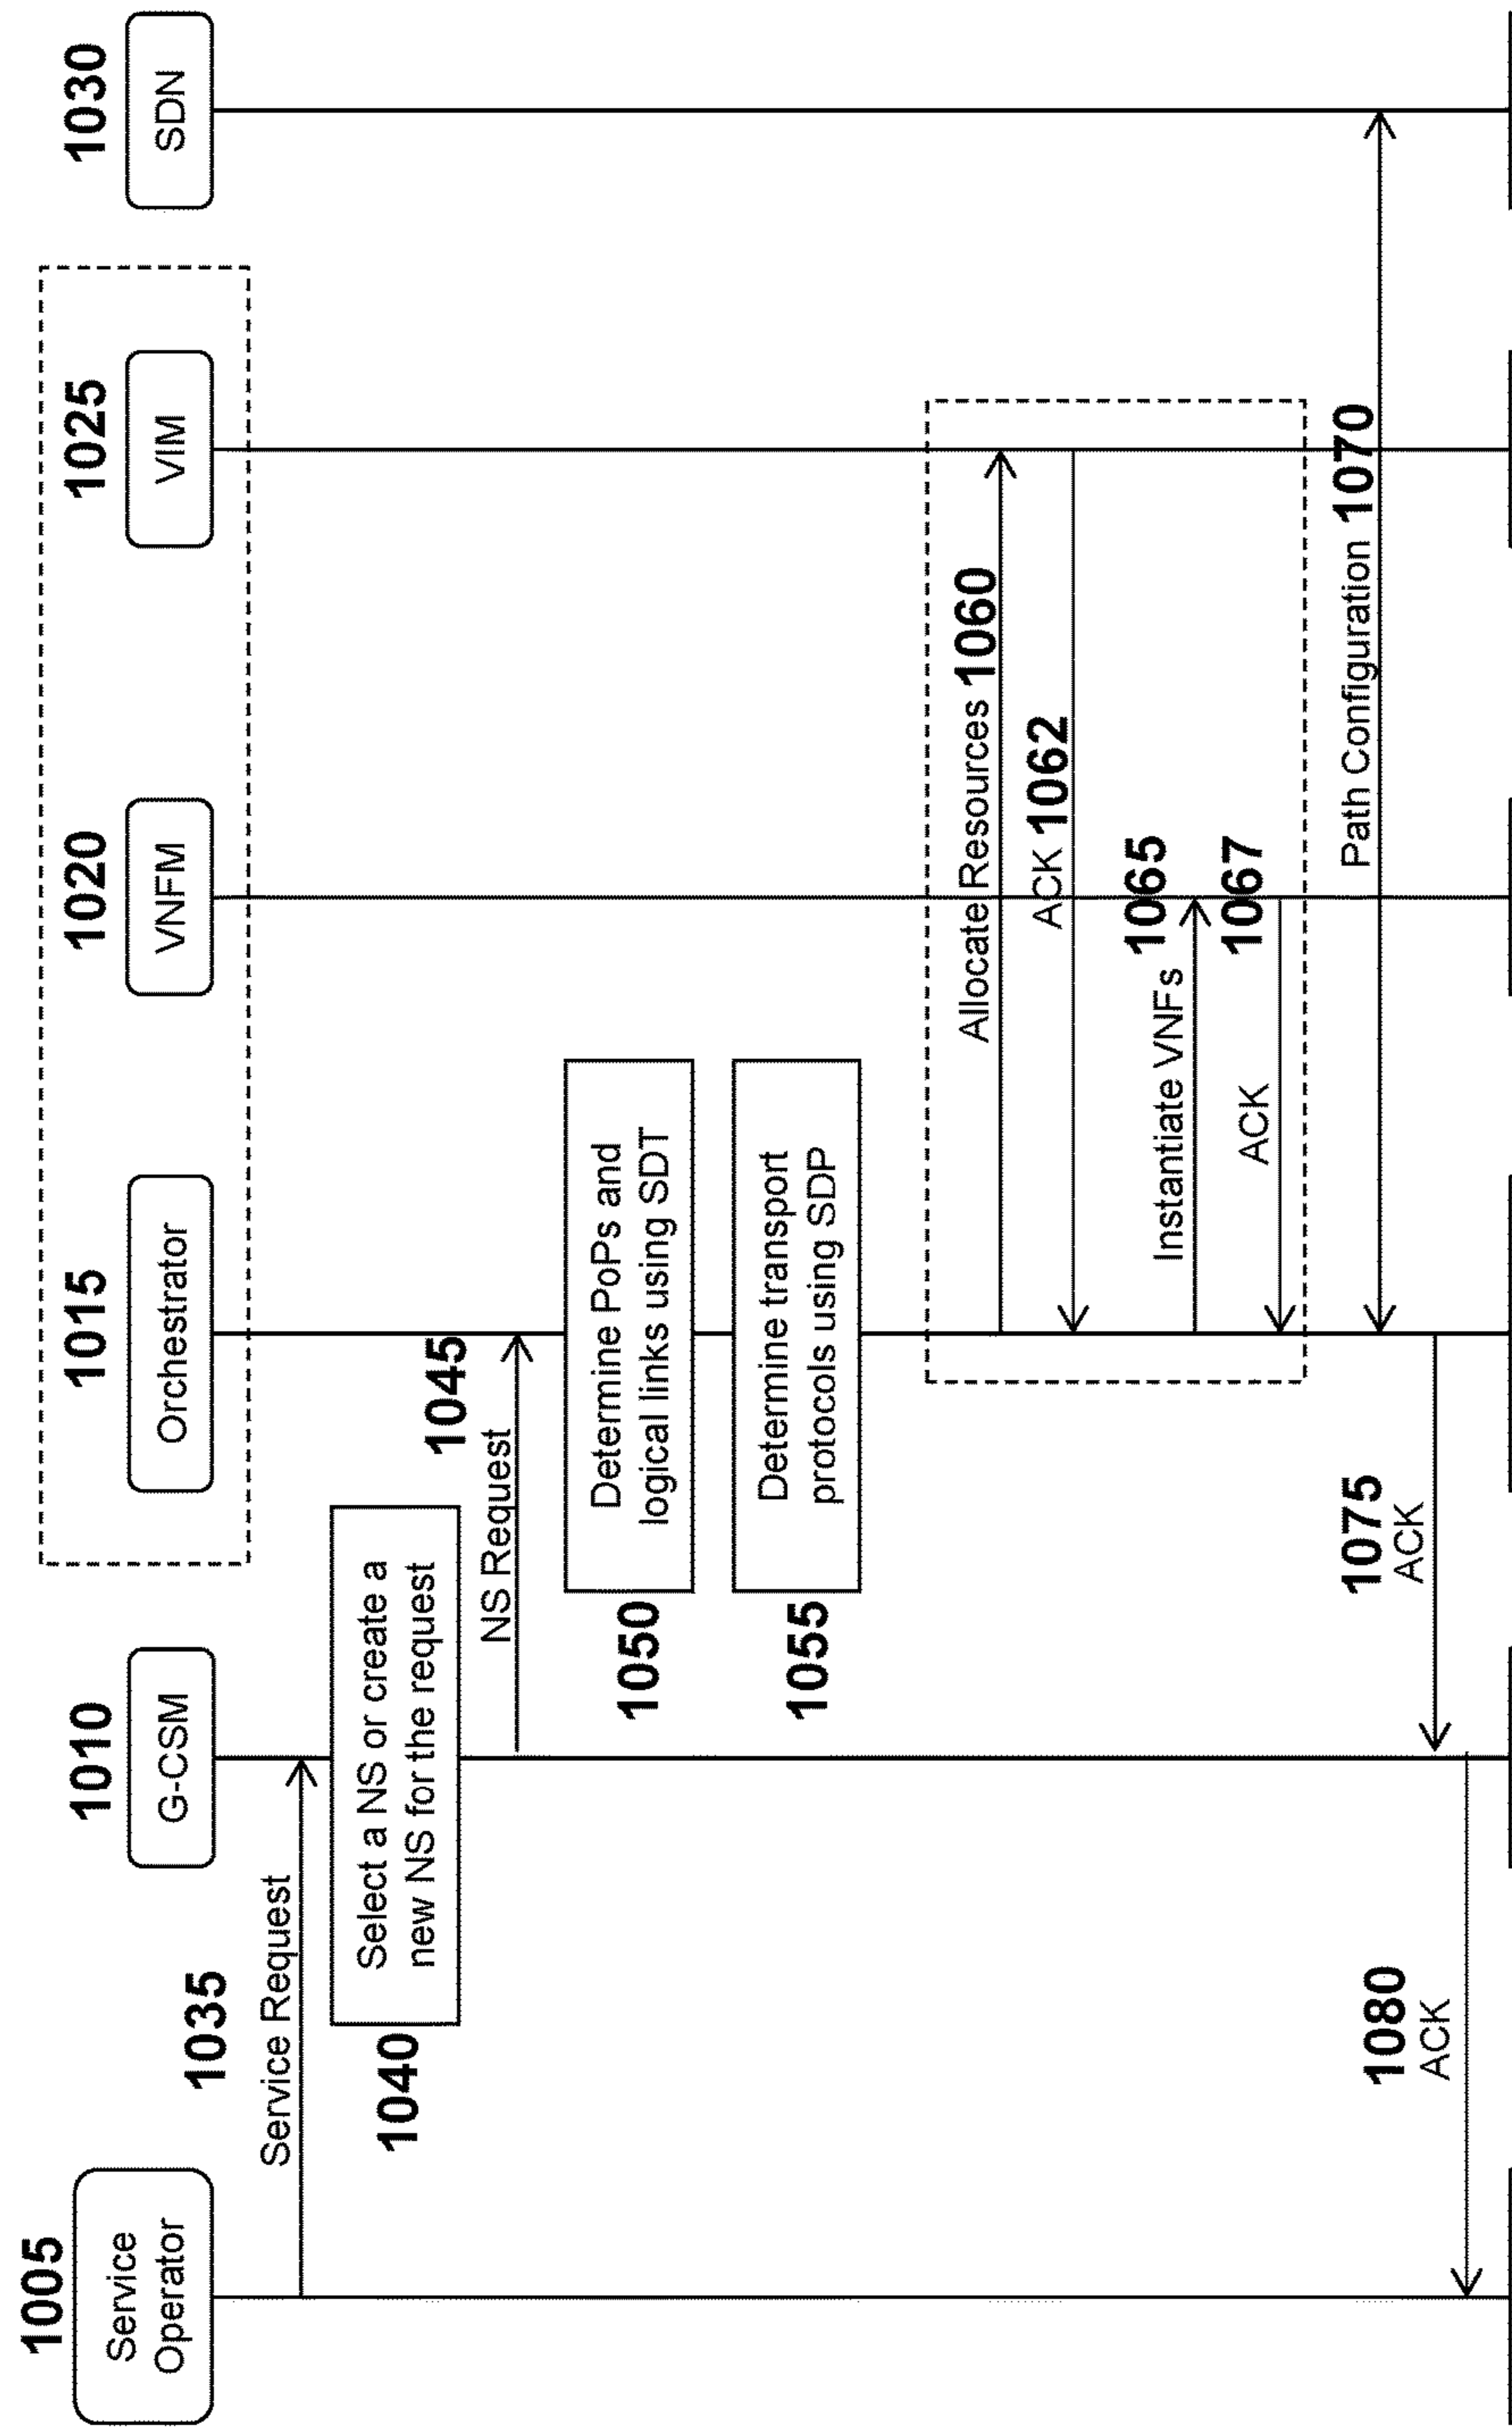 1005
Service
Operator
1010
G-CSM
1015
Orchestrator
1020
VNFM
1025
VIM
1030
SDN
1035
Service Request
1040
Select a NS or create a
new NS for the request
1045
NS Request
1050
Determine PoPs and
logical links using SDT
1055
Determine transport
protocols using SDP
Allocate Resources 1060
ACK 1062
1065
Instantiate VNFs
1067
ACK
Path Configuration 1070
1075
ACK
1080
ACK